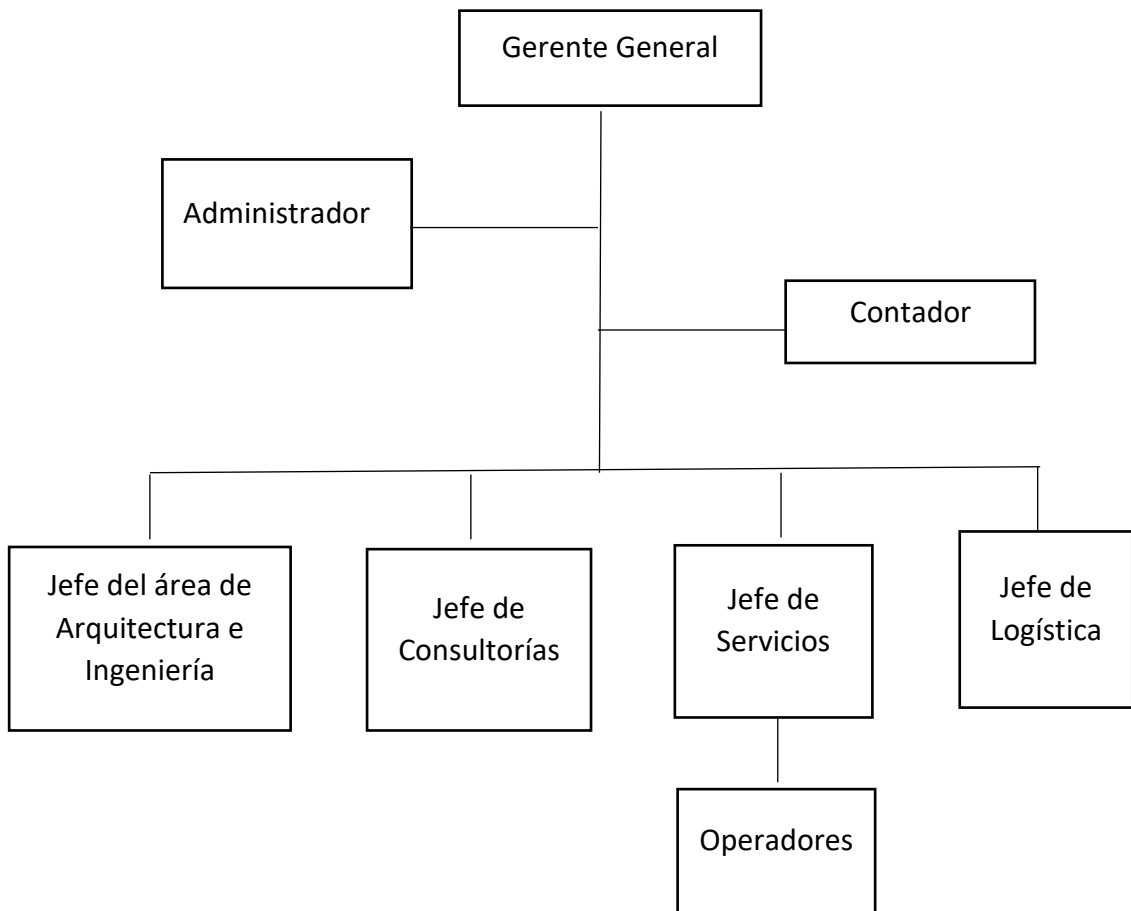 Gerente General
Administrador
Contador
Jefe del área de
Arquitectura e
Ingeniería
Jefe de
Consultorías
Jefe de
Servicios
Jefe de
Logística
Operadores